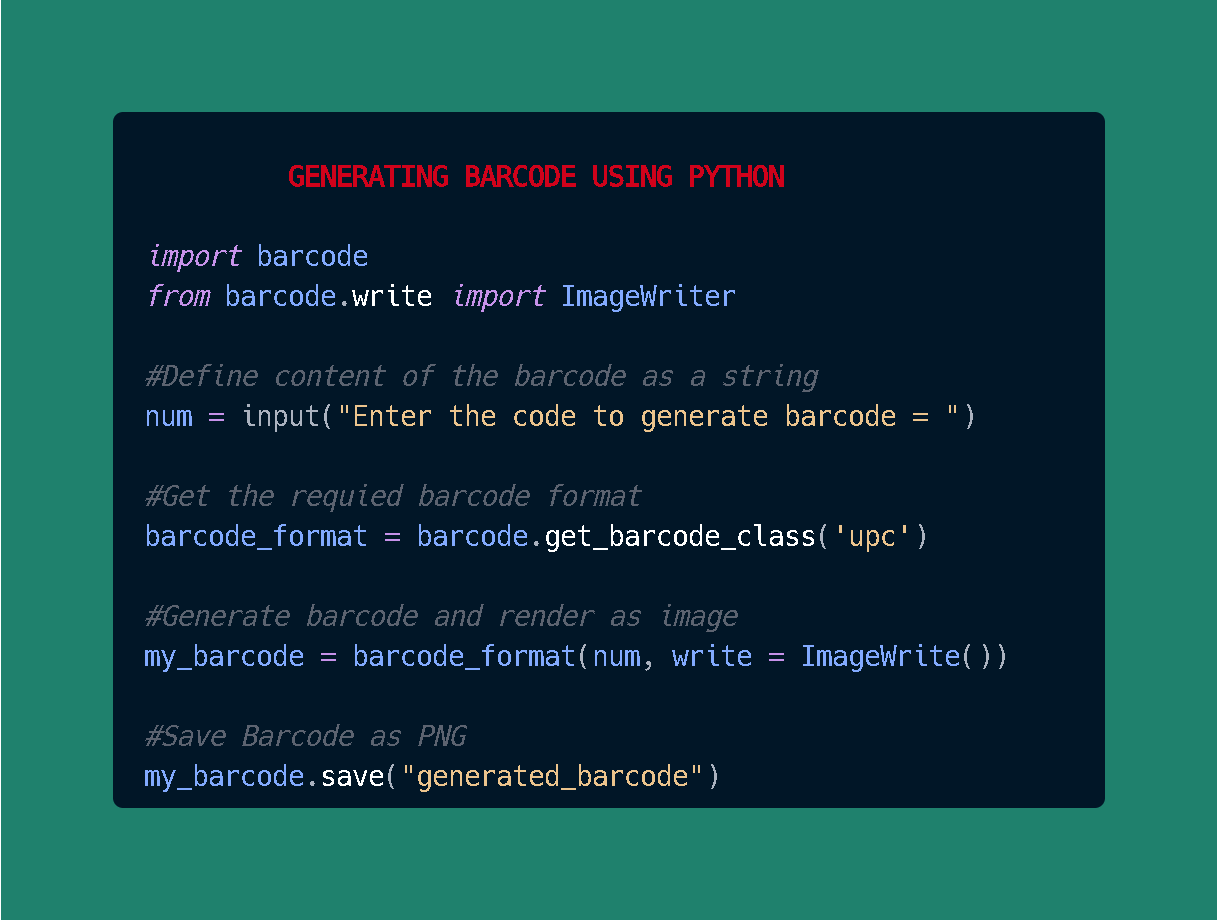 GENERATING BARCODE USING PYTHON
import barcode
from barcode.write import ImageWriter
#Define content of the barcode as a string
num = input("Enter the code to generate barcode = ")
#Get the requied barcode format
barcode_format = barcode.get_barcode_class('upc')
#Generate barcode and render as image
my_barcode = barcode_format(num, write = ImageWrite())
#Save Barcode as PNG
my_barcode.save("generated_barcode")